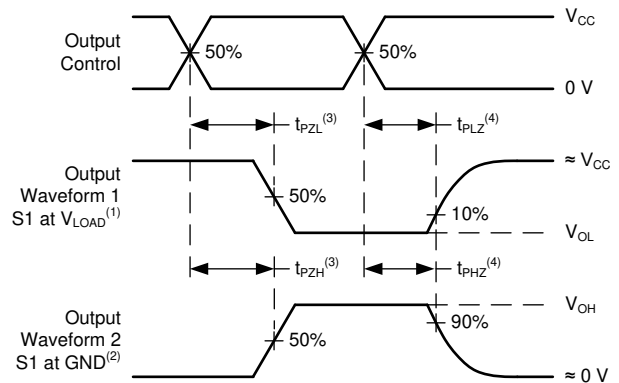 V_CC
Output
Control
50%
50%
0 V
t_PZL^(3)
t_PLZ^(4)
≈ V_CC
Output
Waveform 1
S1 at V_LOAD^(1)
50%
10%
V_OL
t_PZH^(3)
t_PHZ^(4)
V_OH
Output
Waveform 2
S1 at GND^(2)
50%
90%
≈ 0 V